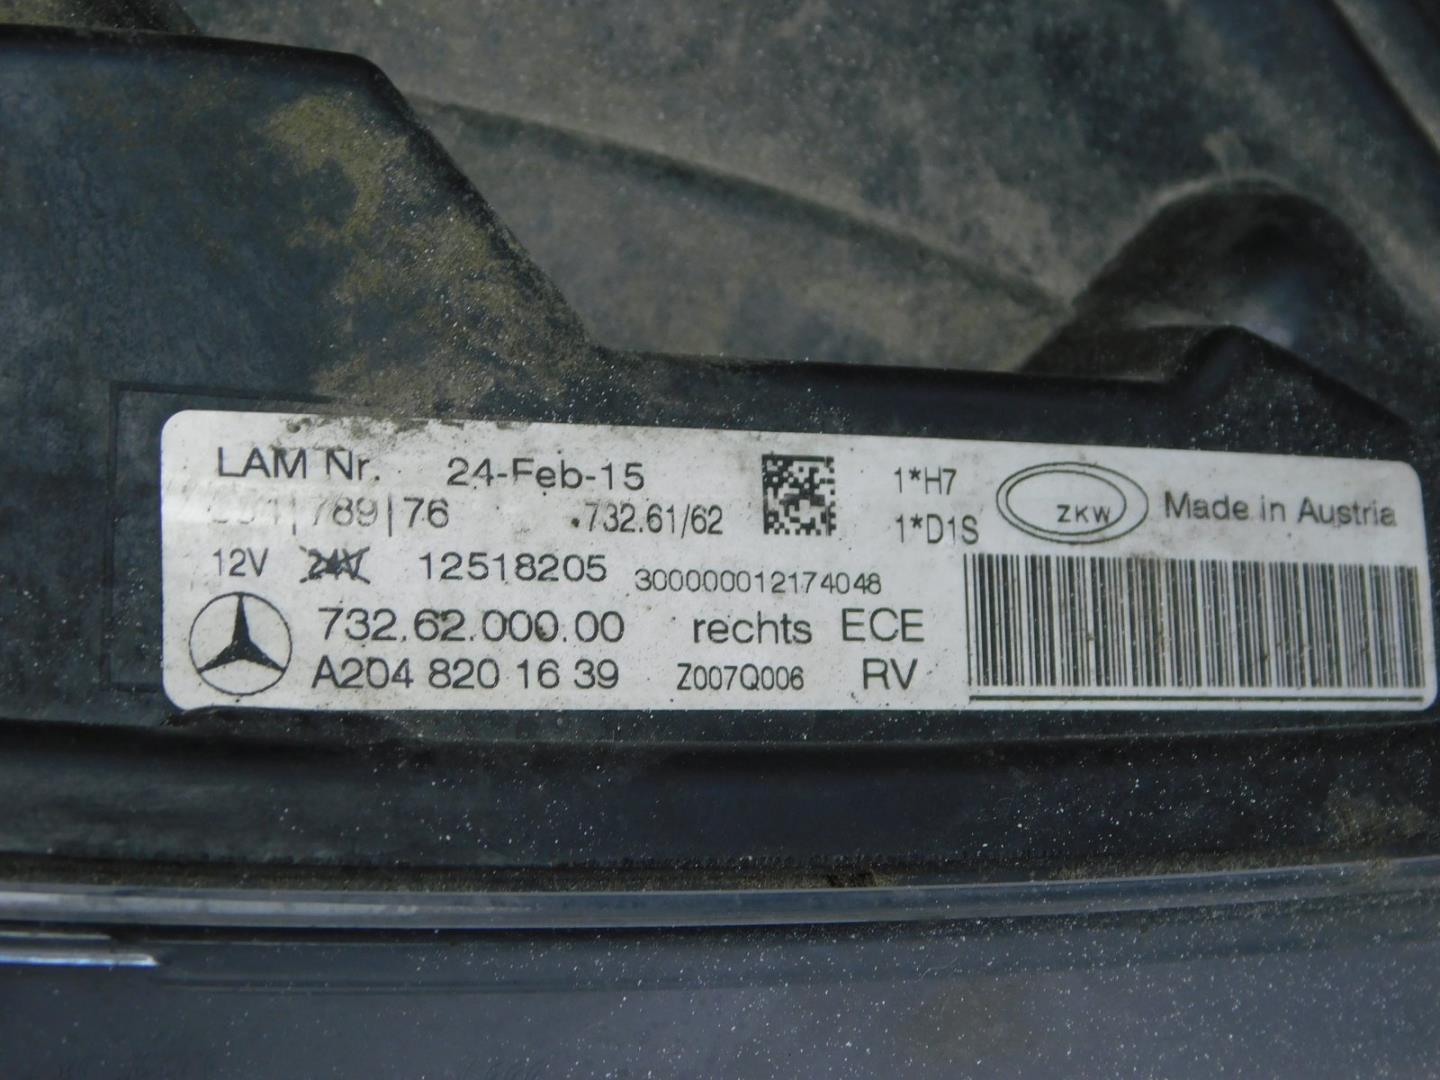 LAM Nr. 24-Feb-15 1*H7 ZKW Made in Austria
|789|76 732.61/62 1*D1S
12V 24V 12518205 300000012174048
732.62.000.00 rechts ECE
A204 820 16 39 Z007Q006 RV